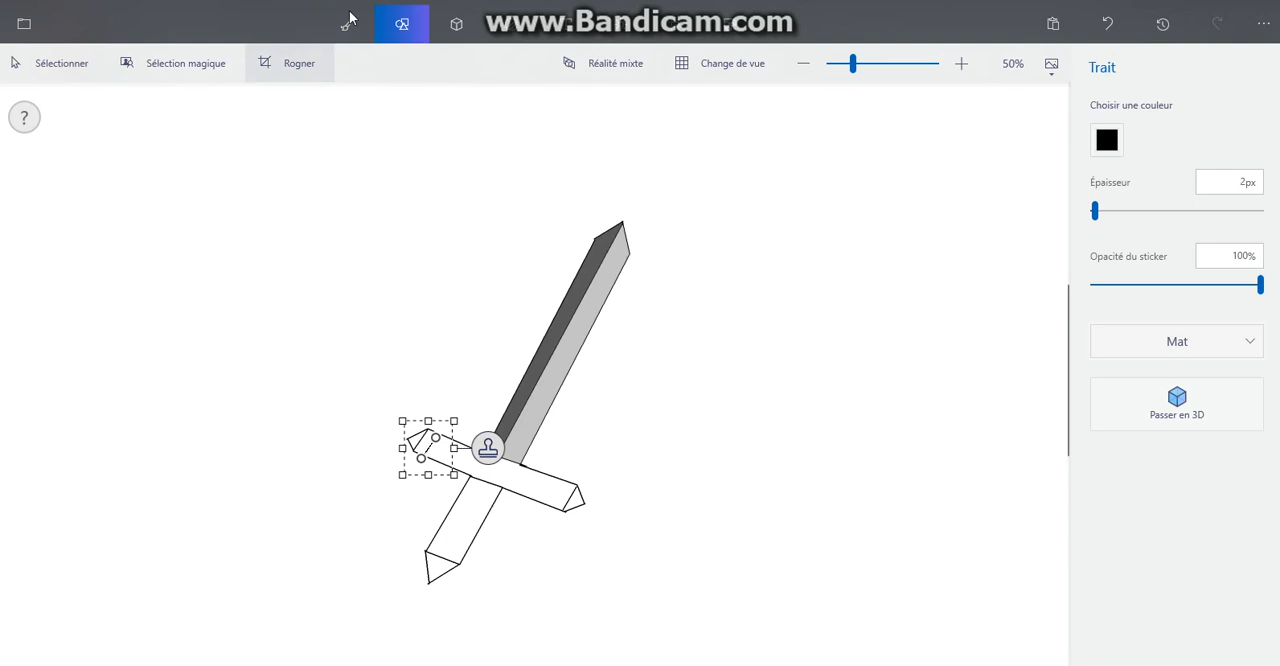 www.Bandicam.com
Sélectionner
Sélection magique
Rogner
Réalité mixte
Change de vue
50%
?
Trait
Choisir une couleur
Épaisseur
2px
Opacité du sticker
100%
Mat
Passer en 3D